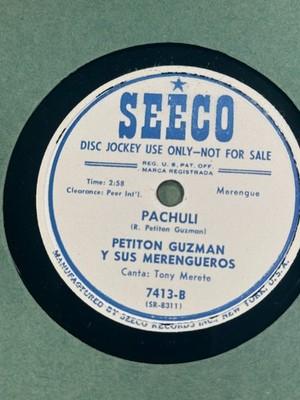 SEECO
DISC JOCKEY USE ONLY—NOT FOR SALE
REG. U. S. PAT. OFF.
MARCA REGISTRADA
Time: 2:58
Clearance: Peer Int'l.
Merengue
PACHULI
(R. Petiton Guzman)
PETITON GUZMAN
Y SUS MERENGUEROS
Canta: Tony Merete
7413-B
(SR-8311)
MANUFACTURED BY SEECO RECORDS INC., NEW YORK, U.S.A.